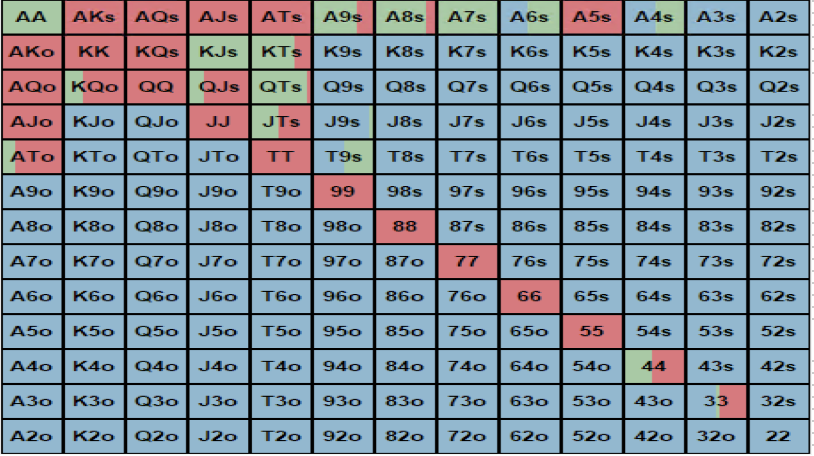 AA AKs AQs AJs ATs A9s A8s A7s A6s A5s A4s A3s A2s
AKo KK KQs KJs KTs K9s K8s K7s K6s K5s K4s K3s K2s
AQo KQo QQ QJs QTs Q9s Q8s Q7s Q6s Q5s Q4s Q3s Q2s
AJo KJo QJo JJ JTs J9s J8s J7s J6s J5s J4s J3s J2s
ATo KTo QTo JTo TT T9s T8s T7s T6s T5s T4s T3s T2s
A9o K9o Q9o J9o T9o 99 98s 97s 96s 95s 94s 93s 92s
A8o K8o Q8o J8o T8o 98o 88 87s 86s 85s 84s 83s 82s
A7o K7o Q7o J7o T7o 97o 87o 77 76s 75s 74s 73s 72s
A6o K6o Q6o J6o T6o 96o 86o 76o 66 65s 64s 63s 62s
A5o K5o Q5o J5o T5o 95o 85o 75o 65o 55 54s 53s 52s
A4o K4o Q4o J4o T4o 94o 84o 74o 64o 54o 44 43s 42s
A3o K3o Q3o J3o T3o 93o 83o 73o 63o 53o 43o 33 32s
A2o K2o Q2o J2o T2o 92o 82o 72o 62o 52o 42o 32o 22